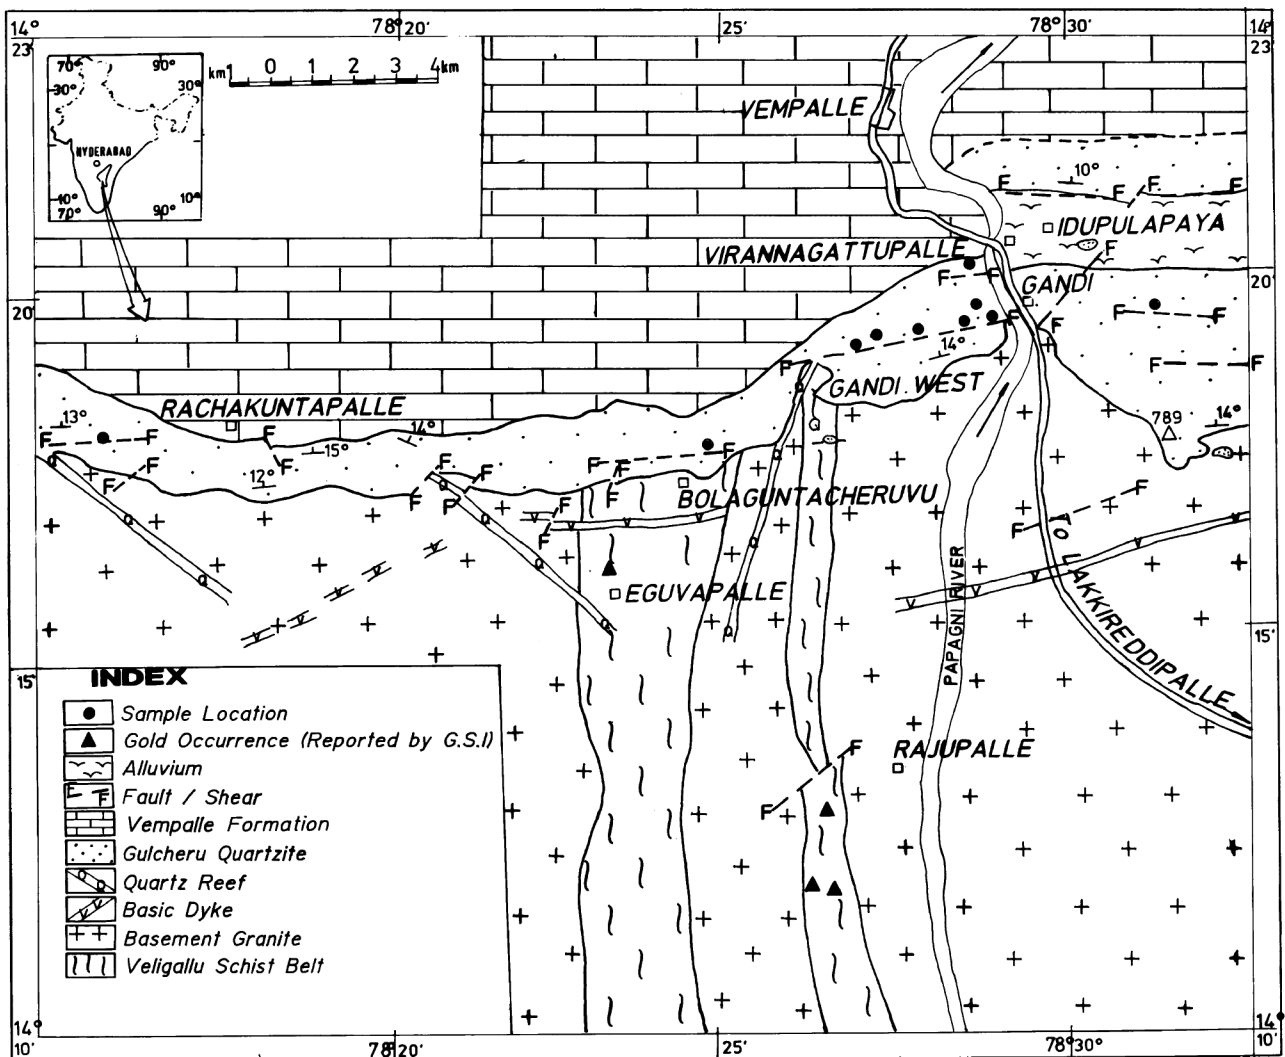 14° 78° 20' 25' 78° 30' 14°
23' 23'
70° 90°
30° 30°
HYDERABAD
10° 10°
70° 90°
km1 0 1 2 3 4km
VEMPALLE
10°
F F F F
IDUPULAPAYA
VIRANNAGATTUPALLE
F
F F
GANDI
20' 20'
F F F F
14°
F F F
GANDI WEST
RACHAKUNTAPALLE
13° 14° 789 14°
F F F
15°
F F F F F F
12°
F F F F F
BOLAGUNTACHERUVU
F F F
TO LAKKIREDDIPALLE
EGUVAPALLE
PAPAGNI RIVER
15' 15'
F
RAJUPALLE
F
INDEX
Sample Location
Gold Occurrence (Reported by G.S.I)
Alluvium
F F Fault / Shear
Vempalle Formation
Gulcheru Quartzite
Quartz Reef
Basic Dyke
Basement Granite
Veligallu Schist Belt
14° 14°
10' 78° 20' 25' 78° 30' 10'